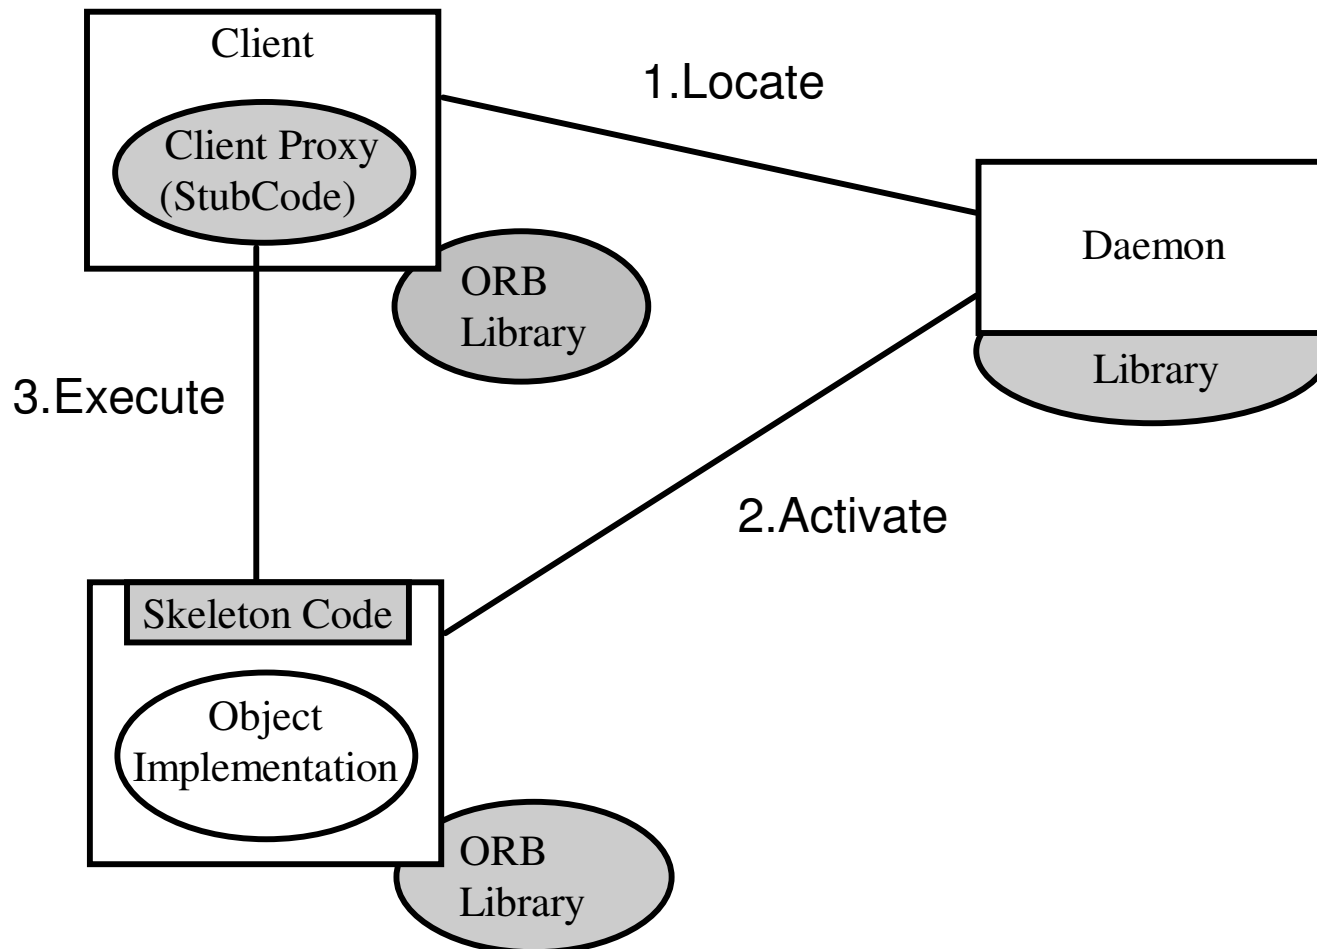 Client
1.Locate
Client Proxy
(StubCode)
Daemon
ORB
Library
Library
3.Execute
2.Activate
Skeleton Code
Object
Implementation
ORB
Library